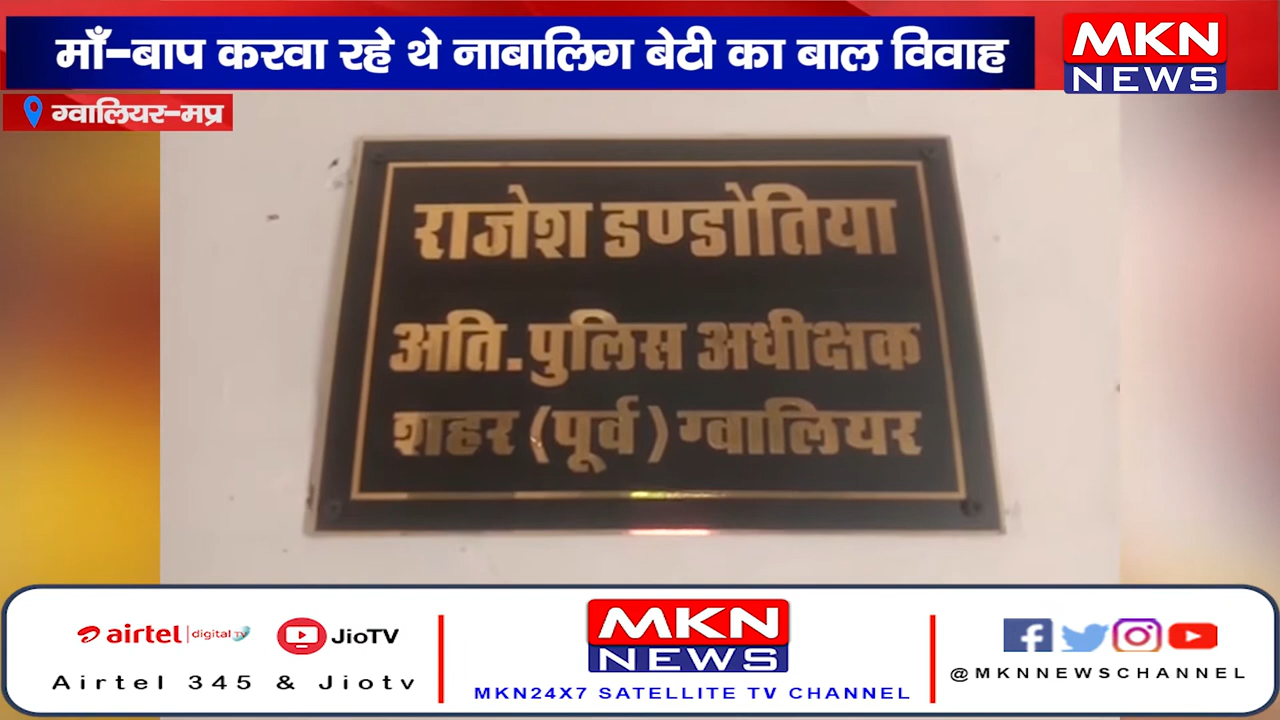 माँ-बाप करवा रहे थे नाबालिग बेटी का बाल विवाह
MKN
NEWS
ग्वालियर-मप्र
राजेश डण्डोतिया
अति. पुलिस अधीक्षक
शहर (पूर्व) ग्वालियर
airtel digital TV
JioTV
Airtel 345 & Jiotv
MKN
NEWS
MKN24X7 SATELLITE TV CHANNEL
@MKNNEWSCHANNEL